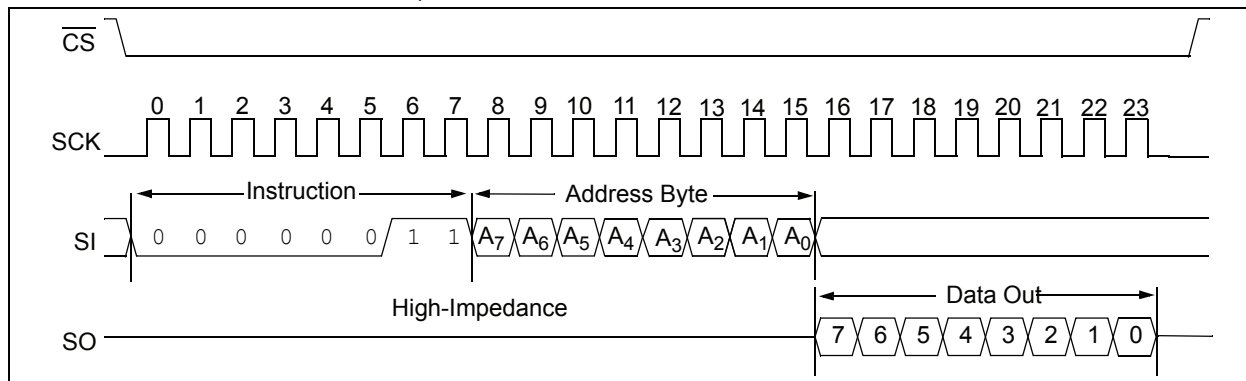 CS
0 1 2 3 4 5 6 7 8 9 10 11 12 13 14 15 16 17 18 19 20 21 22 23
SCK
Instruction Address Byte
SI 0 0 0 0 0 0 1 1 A7 A6 A5 A4 A3 A2 A1 A0
High-Impedance Data Out
SO 7 6 5 4 3 2 1 0